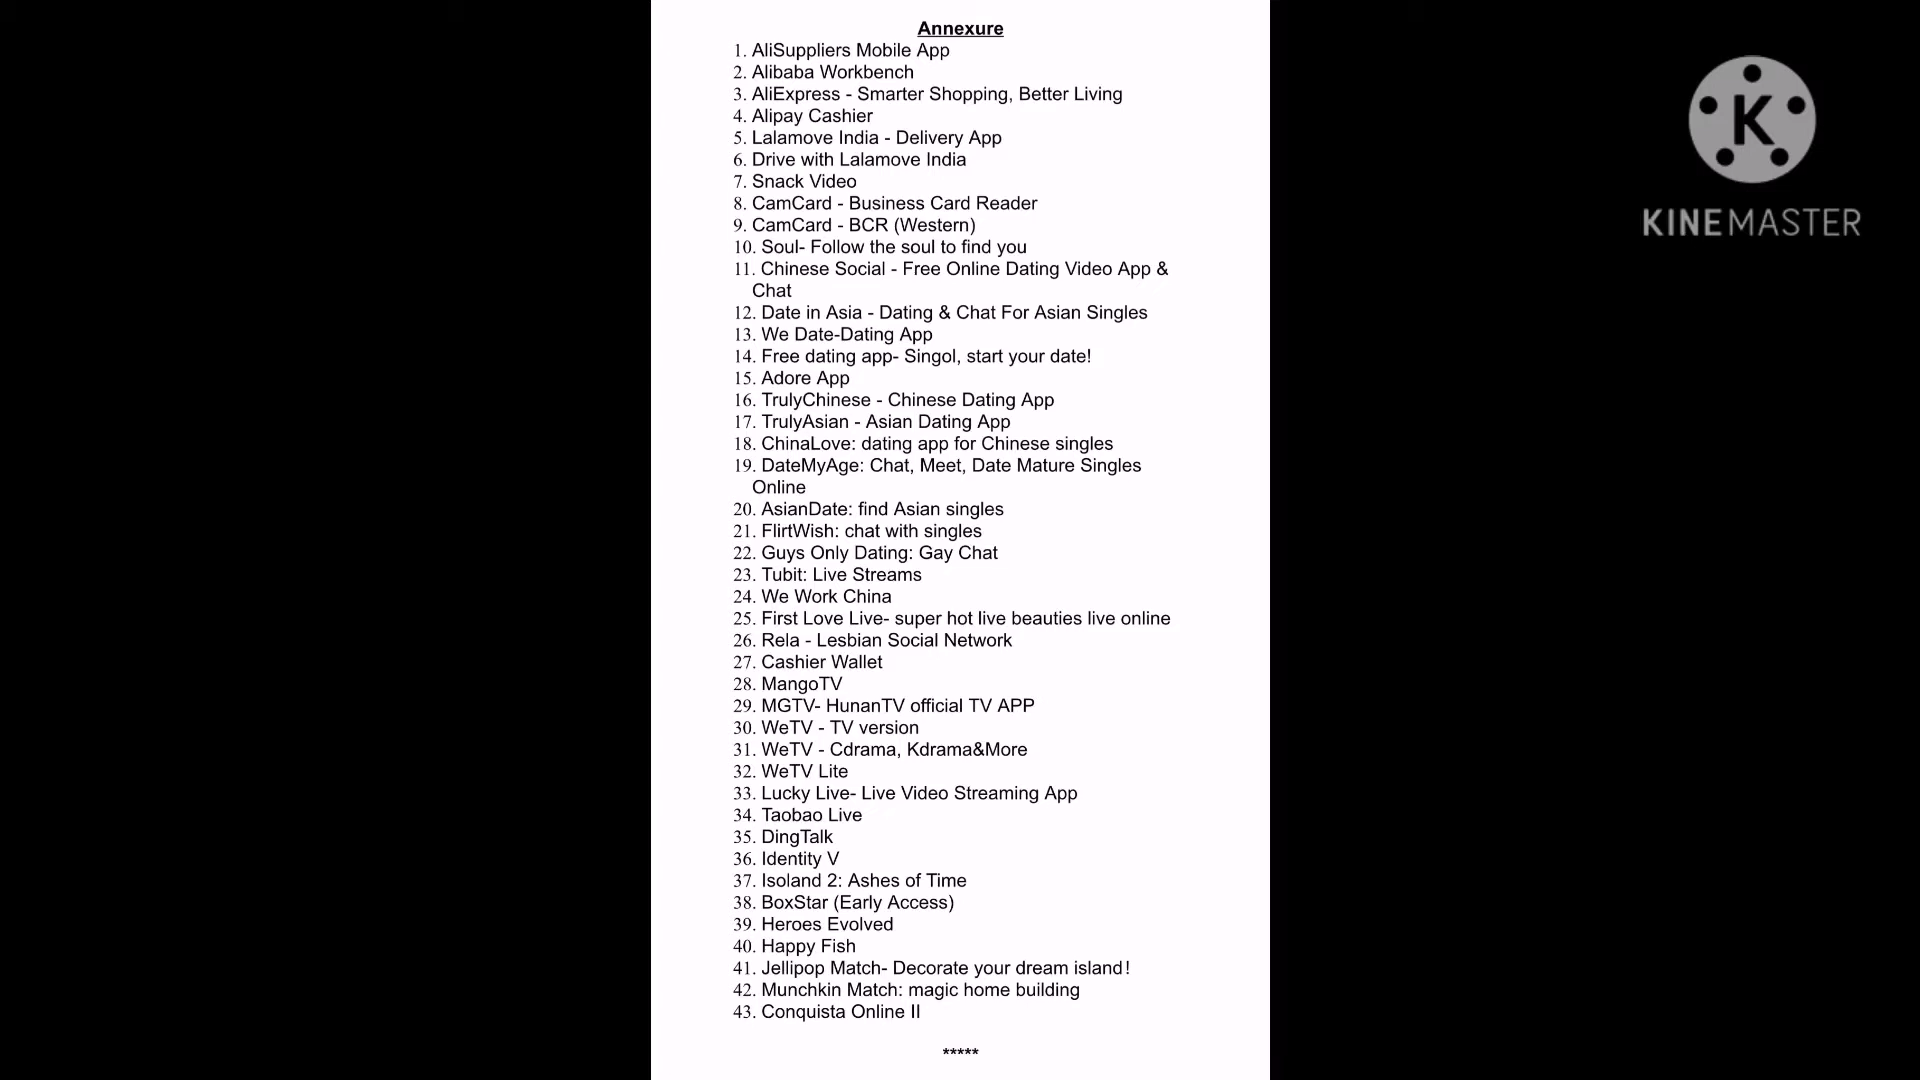 Annexure
1. AliSuppliers Mobile App
2. Alibaba Workbench
3. AliExpress - Smarter Shopping, Better Living
4. Alipay Cashier
5. Lalamove India - Delivery App
6. Drive with Lalamove India
7. Snack Video
8. CamCard - Business Card Reader
9. CamCard - BCR (Western)
10. Soul- Follow the soul to find you
11. Chinese Social - Free Online Dating Video App &
Chat
12. Date in Asia - Dating & Chat For Asian Singles
13. We Date-Dating App
14. Free dating app- Singol, start your date!
15. Adore App
16. TrulyChinese - Chinese Dating App
17. TrulyAsian - Asian Dating App
18. ChinaLove: dating app for Chinese singles
19. DateMyAge: Chat, Meet, Date Mature Singles
Online
20. AsianDate: find Asian singles
21. FlirtWish: chat with singles
22. Guys Only Dating: Gay Chat
23. Tubit: Live Streams
24. We Work China
25. First Love Live- super hot live beauties live online
26. Rela - Lesbian Social Network
27. Cashier Wallet
28. MangoTV
29. MGTV- HunanTV official TV APP
30. WeTV - TV version
31. WeTV - Cdrama, Kdrama&More
32. WeTV Lite
33. Lucky Live- Live Video Streaming App
34. Taobao Live
35. DingTalk
36. Identity V
37. Isoland 2: Ashes of Time
38. BoxStar (Early Access)
39. Heroes Evolved
40. Happy Fish
41. Jellipop Match- Decorate your dream island!
42. Munchkin Match: magic home building
43. Conquista Online II
*****
K
KINEMASTER